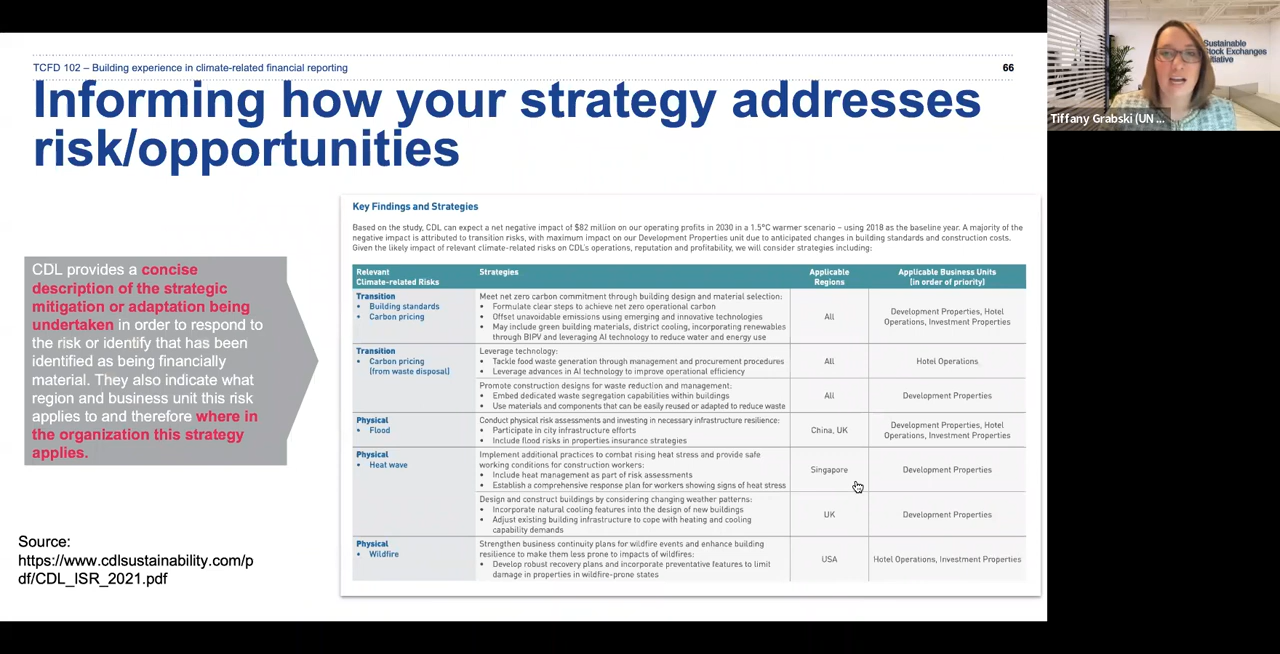 TCFD 102 – Building experience in climate-related financial reporting
66
Informing how your strategy addresses
risk/opportunities
CDL provides a concise
description of the strategic
mitigation or adaptation being
undertaken in order to respond to
the risk or identify that has been
identified as being financially
material. They also indicate what
region and business unit this risk
applies to and therefore where in
the organization this strategy
applies.
Source:
https://www.cdlsustainability.com/p
df/CDL_ISR_2021.pdf
Key Findings and Strategies
Based on the study, CDL can expect a net negative impact of $82 million on our operating profits in 2030 in a 1.5°C warmer scenario – using 2018 as the baseline year. A majority of the
negative impact is attributed to transition risks, with maximum impact on our Development Properties unit due to anticipated changes in building standards and construction costs.
Given the likely impact of relevant climate-related risks on CDL's operations, reputation and profitability, we will consider strategies including:
Relevant
Climate-related Risks
Strategies
Applicable
Regions
Applicable Business Units
(in order of priority)
Transition
• Building standards
• Carbon pricing
Meet net zero carbon commitment through building design and material selection:
• Formulate clear steps to achieve net zero operational carbon
• Offset unavoidable emissions using emerging and innovative technologies
• May include green building materials, district cooling, incorporating renewables
through BIPV and leveraging AI technology to reduce water and energy use
All
Development Properties, Hotel
Operations, Investment Properties
Transition
• Carbon pricing
(from waste disposal)
Leverage technology:
• Tackle food waste generation through management and procurement procedures
• Leverage advances in AI technology to improve operational efficiency
All
Hotel Operations
Promote construction designs for waste reduction and management:
• Embed dedicated waste segregation capabilities within buildings
• Use materials and components that can be easily reused or adapted to reduce waste
All
Development Properties
Physical
• Flood
Conduct physical risk assessments and investing in necessary infrastructure resilience:
• Participate in city infrastructure efforts
• Include flood risks in properties insurance strategies
China, UK
Development Properties, Hotel
Operations, Investment Properties
Physical
• Heat wave
Implement additional practices to combat rising heat stress and provide safe
working conditions for construction workers:
• Include heat management as part of risk assessments
• Establish a comprehensive response plan for workers showing signs of heat stress
Singapore
Development Properties
Design and construct buildings by considering changing weather patterns:
• Incorporate natural cooling features into the design of new buildings
• Adjust existing building infrastructure to cope with heating and cooling
capability demands
UK
Development Properties
Physical
• Wildfire
Strengthen business continuity plans for wildfire events and enhance building
resilience to make them less prone to impacts of wildfires:
• Develop robust recovery plans and incorporate preventative features to limit
damage in properties in wildfire-prone states
USA
Hotel Operations, Investment Properties
Sustainable
Stock Exchanges
Initiative
Tiffany Grabski (UN ...